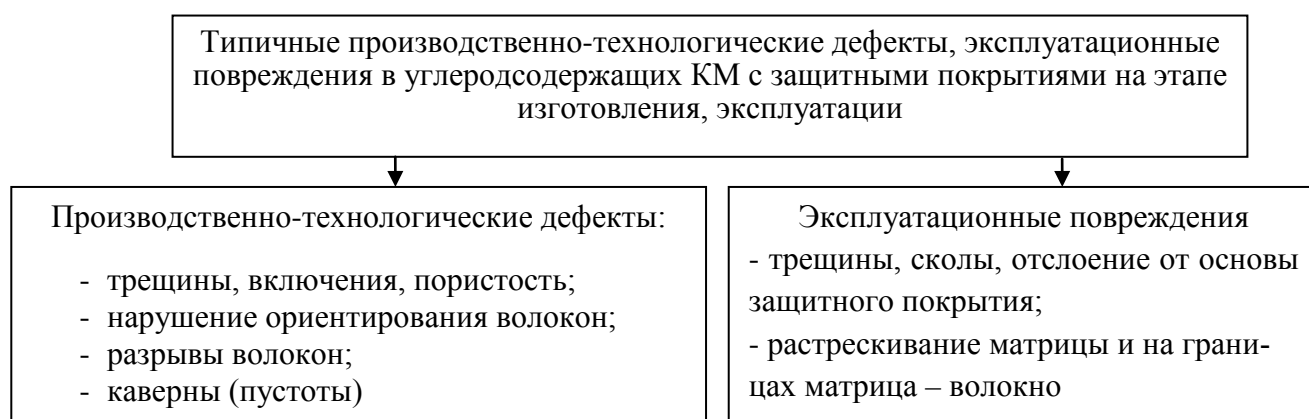 Типичные производственно-технологические дефекты, эксплуатационные
повреждения в углеродсодержащих КМ с защитными покрытиями на этапе
изготовления, эксплуатации
Производственно-технологические дефекты:
- трещины, включения, пористость;
- нарушение ориентирования волокон;
- разрывы волокон;
- каверны (пустоты)
Эксплуатационные повреждения
- трещины, сколы, отслоение от основы
защитного покрытия;
- растрескивание матрицы и на грани-
цах матрица – волокно